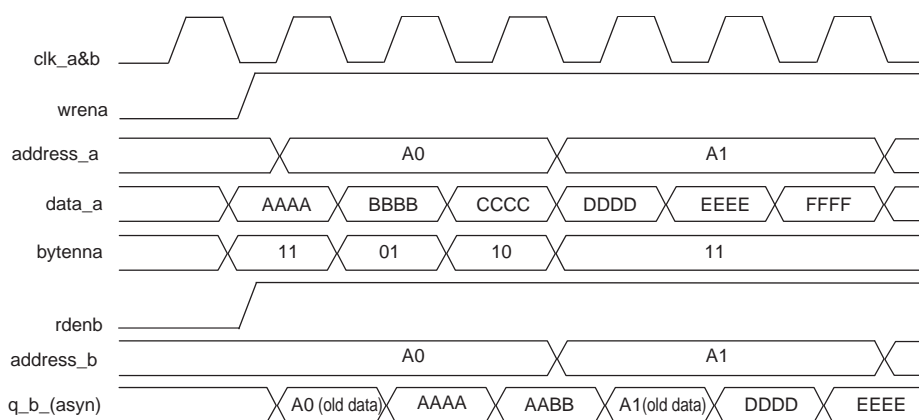 clk_a&b
wrena
address_a A0 A1
data_a AAAA BBBB CCCC DDDD EEEE FFFF
bytenna 11 01 10 11
rdenb
address_b A0 A1
q_b_(asyn) A0 (old data) AAAA AABB A1(old data) DDDD EEEE